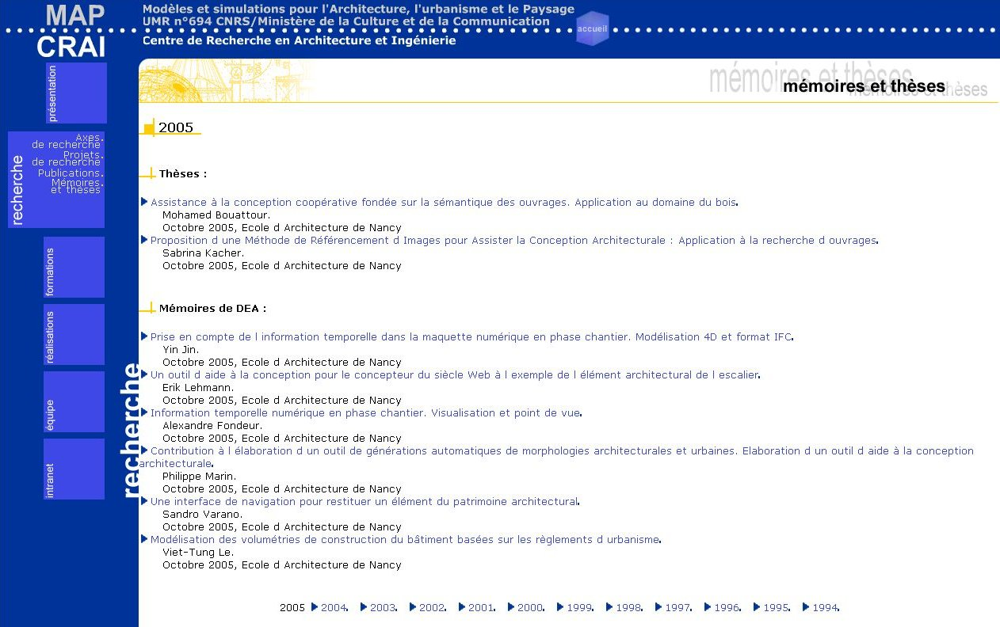 MAP
CRAI
Modèles et simulations pour l'Architecture, l'urbanisme et le Paysage
UMR n°694 CNRS/Ministère de la Culture et de la Communication
Centre de Recherche en Architecture et Ingénierie
accueil
présentation
recherche
Axes.
de recherche
Projets.
de recherche
Publications.
Mémoires.
et thèses
formations
réalisations
équipe
intranet
recherche
mémoires et thèses
mémoires et thèses
mémoires et thèses
2005
Thèses :
Assistance à la conception coopérative fondée sur la sémantique des ouvrages. Application au domaine du bois.
Mohamed Bouattour.
Octobre 2005, Ecole d Architecture de Nancy
Proposition d une Méthode de Référencement d Images pour Assister la Conception Architecturale : Application à la recherche d ouvrages.
Sabrina Kacher.
Octobre 2005, Ecole d Architecture de Nancy
Mémoires de DEA :
Prise en compte de l information temporelle dans la maquette numérique en phase chantier. Modélisation 4D et format IFC.
Yin Jin.
Octobre 2005, Ecole d Architecture de Nancy
Un outil d aide à la conception pour le concepteur du siècle Web à l exemple de l élément architectural de l escalier.
Erik Lehmann.
Octobre 2005, Ecole d Architecture de Nancy
Information temporelle numérique en phase chantier. Visualisation et point de vue.
Alexandre Fondeur.
Octobre 2005, Ecole d Architecture de Nancy
Contribution à l élaboration d un outil de générations automatiques de morphologies architecturales et urbaines. Elaboration d un outil d aide à la conception
architecturale.
Philippe Marin.
Octobre 2005, Ecole d Architecture de Nancy
Une interface de navigation pour restituer un élément du patrimoine architectural.
Sandro Varano.
Octobre 2005, Ecole d Architecture de Nancy
Modélisation des volumétries de construction du bâtiment basées sur les règlements d urbanisme.
Viet-Tung Le.
Octobre 2005, Ecole d Architecture de Nancy
2005 2004. 2003. 2002. 2001. 2000. 1999. 1998. 1997. 1996. 1995. 1994.